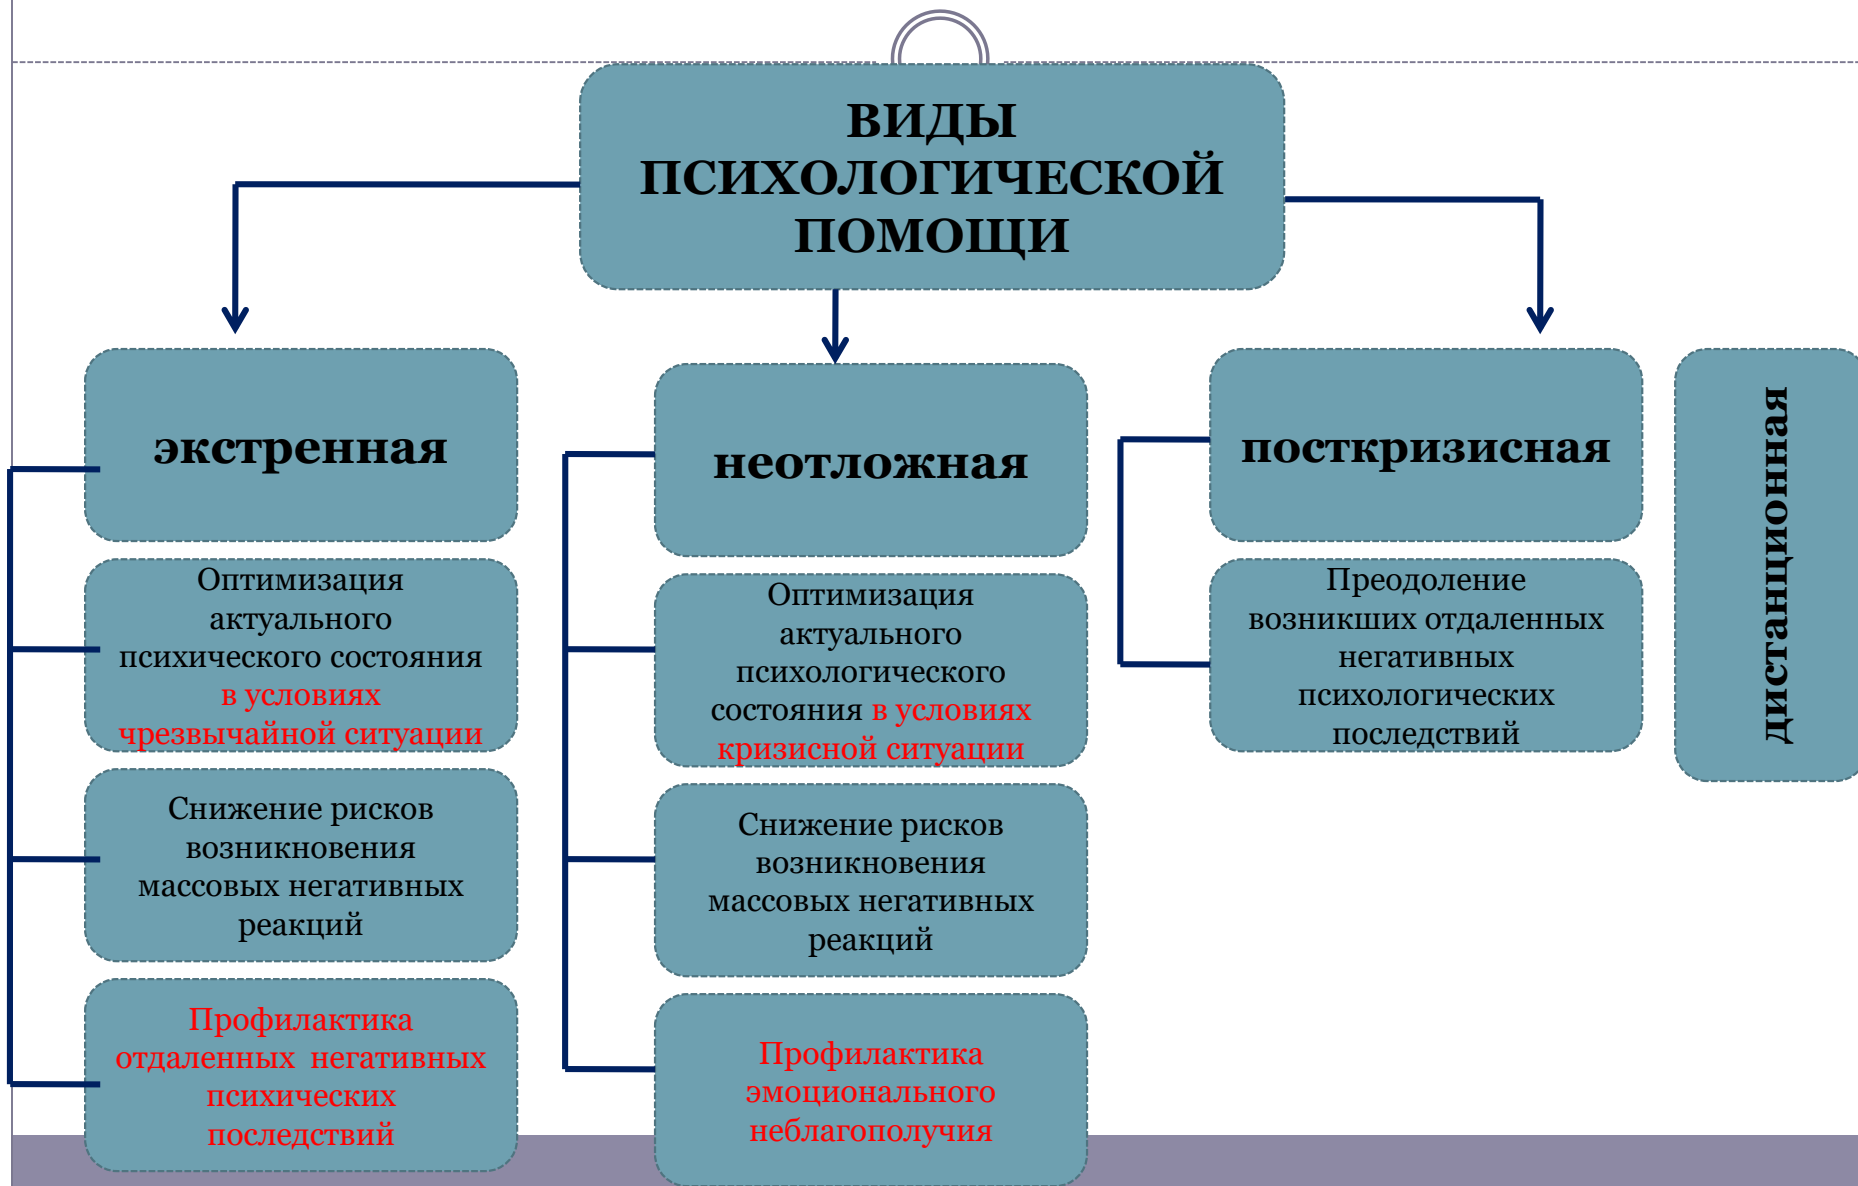 ВИДЫ
ПСИХОЛОГИЧЕСКОЙ
ПОМОЩИ
экстренная
Оптимизация
актуального
психического состояния
в условиях
чрезвычайной ситуации
Снижение рисков
возникновения
массовых негативных
реакций
Профилактика
отдаленных негативных
психических
последствий
неотложная
Оптимизация
актуального
психологического
состояния в условиях
кризисной ситуации
Снижение рисков
возникновения
массовых негативных
реакций
Профилактика
эмоционального
неблагополучия
посткризисная
Преодоление
возникших отдаленных
негативных
психологических
последствий
дистанционная